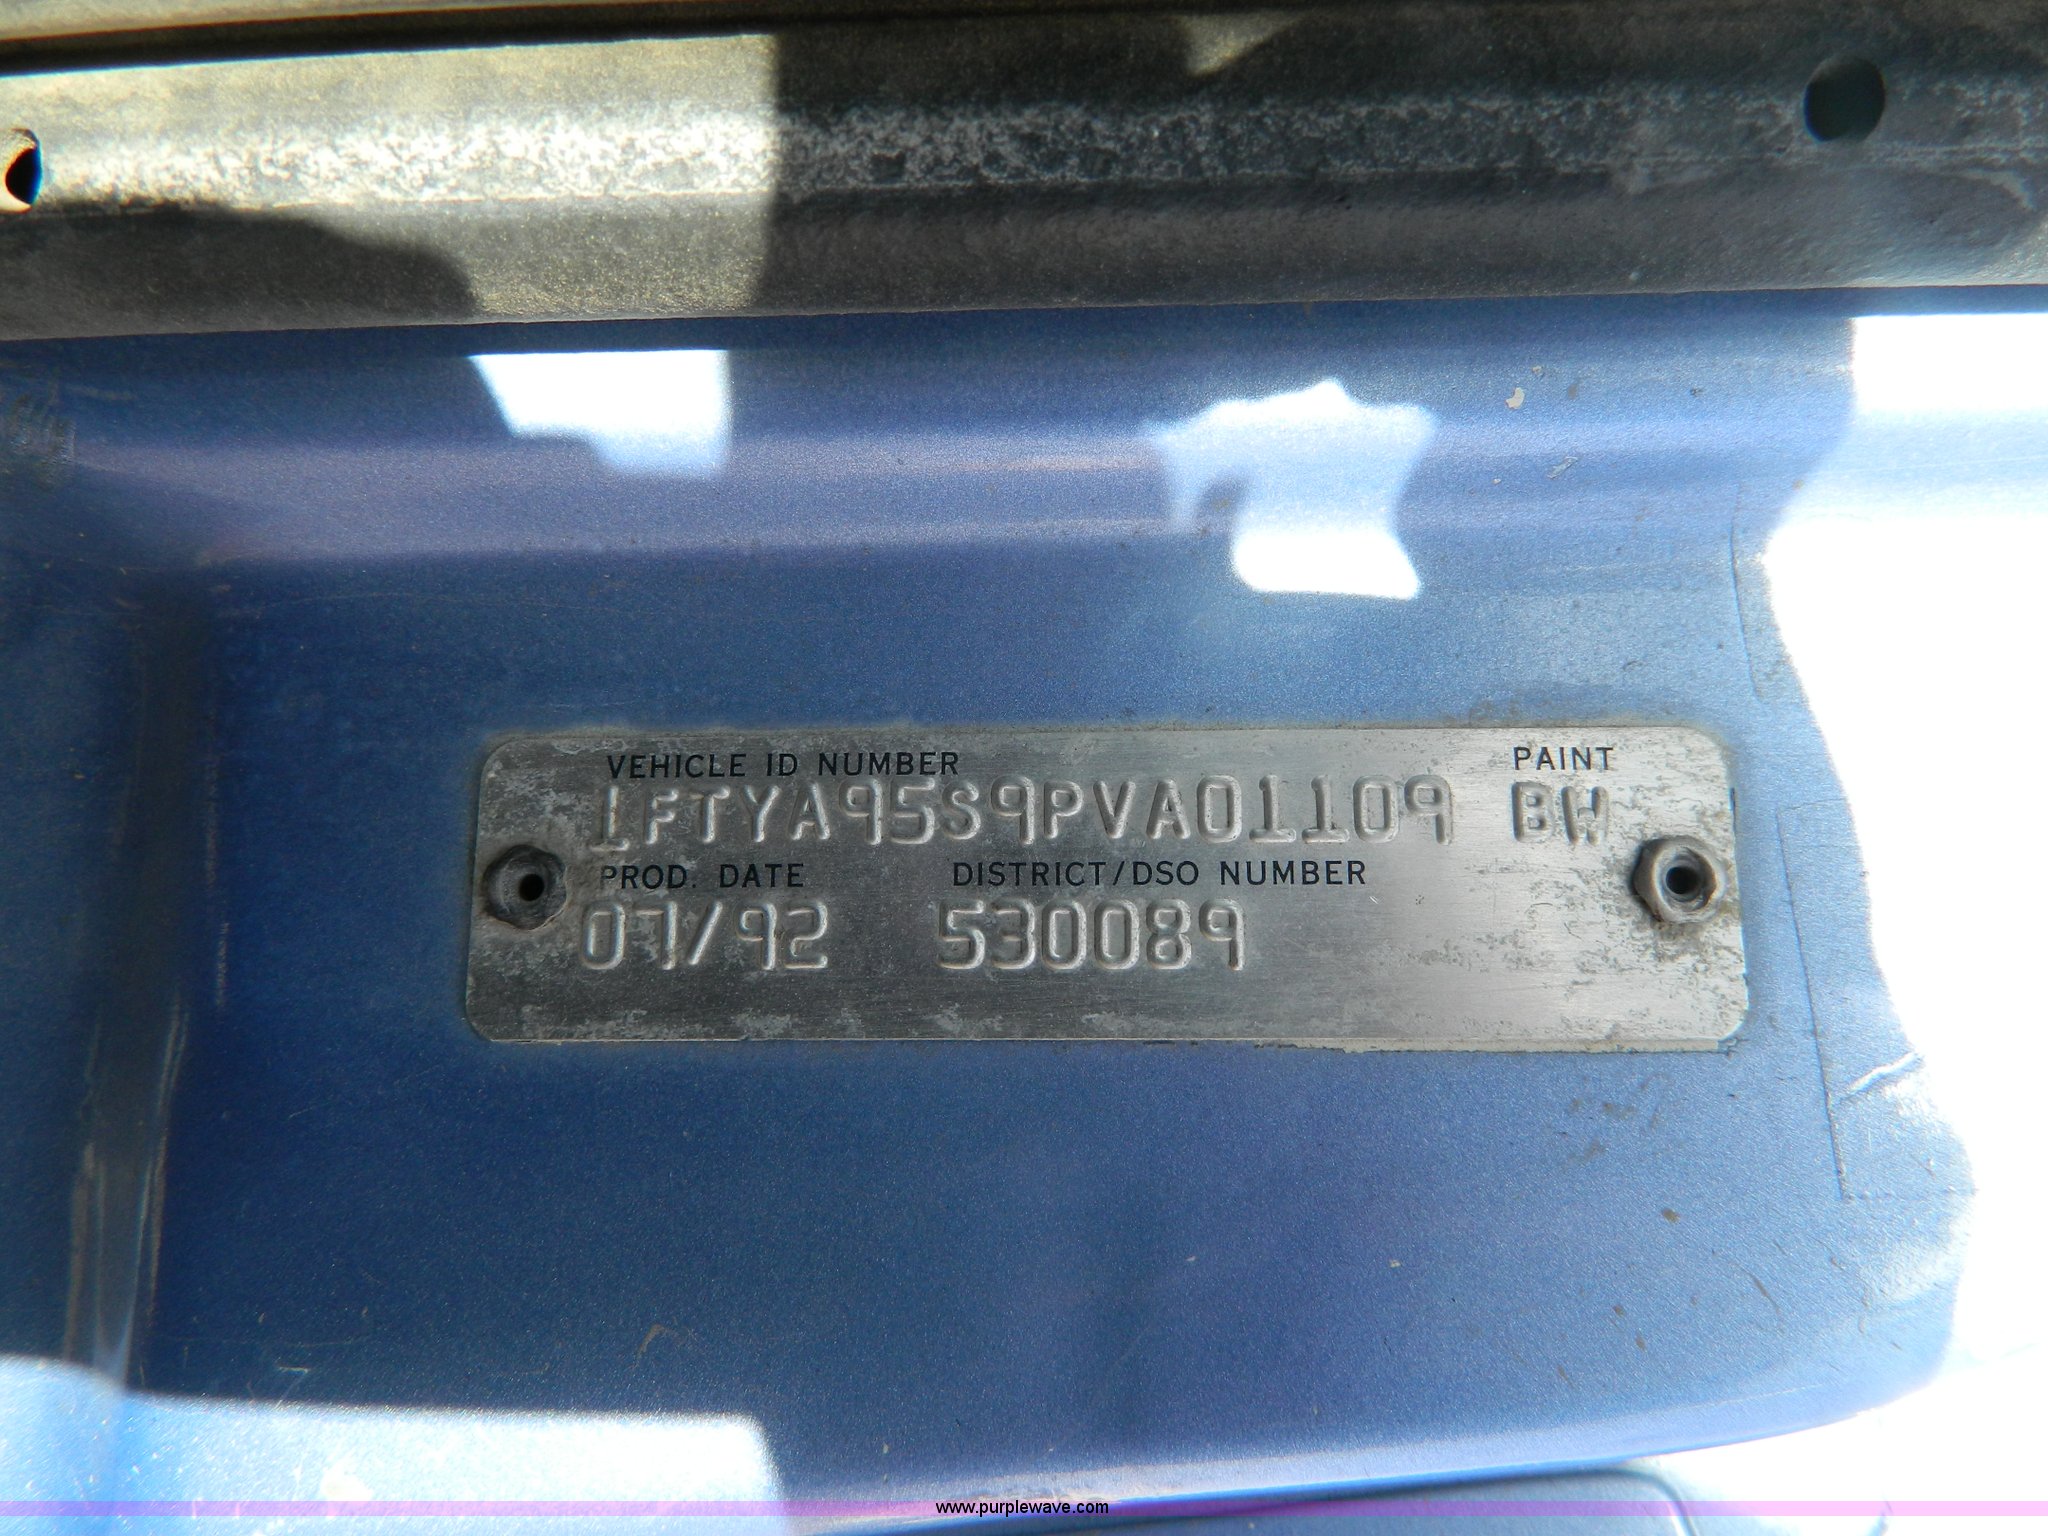 VEHICLE ID NUMBER PAINT
1FTYA95S9PVA01109 BW
PROD. DATE DISTRICT/DSO NUMBER
07/92 530089
www.purplewave.com